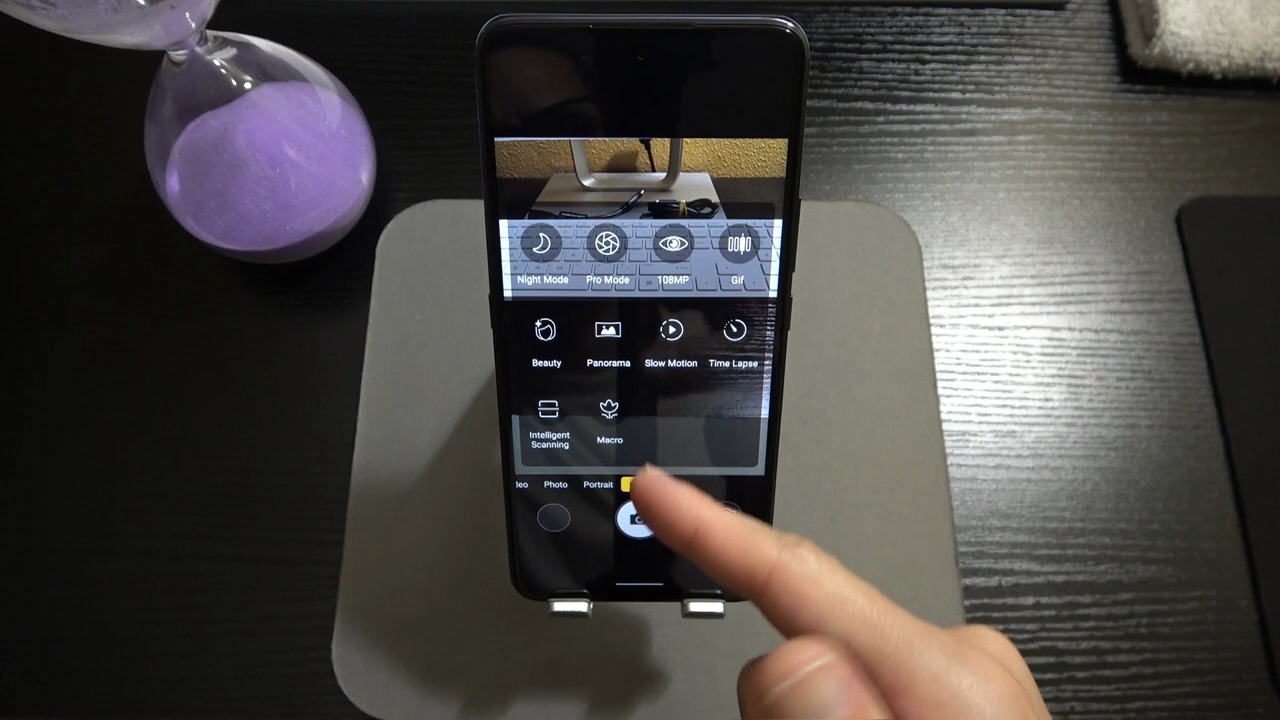 Night Mode Pro Mode 108MP Gif
Beauty Panorama Slow Motion Time Lapse
Intelligent
Scanning
Macro
Photo Portrait